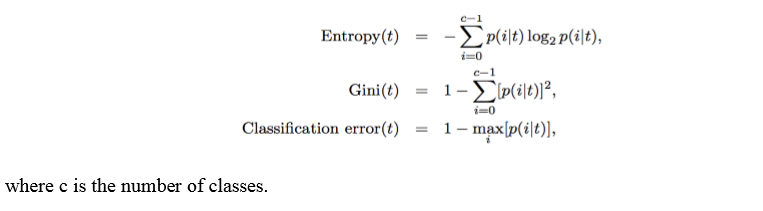 Entropy(t) = − ∑_{i=0}^{c−1} p(i|t) log₂ p(i|t),
Gini(t) = 1 − ∑_{i=0}^{c−1} [p(i|t)]²,
Classification error(t) = 1 − max_i [p(i|t)],
where c is the number of classes.